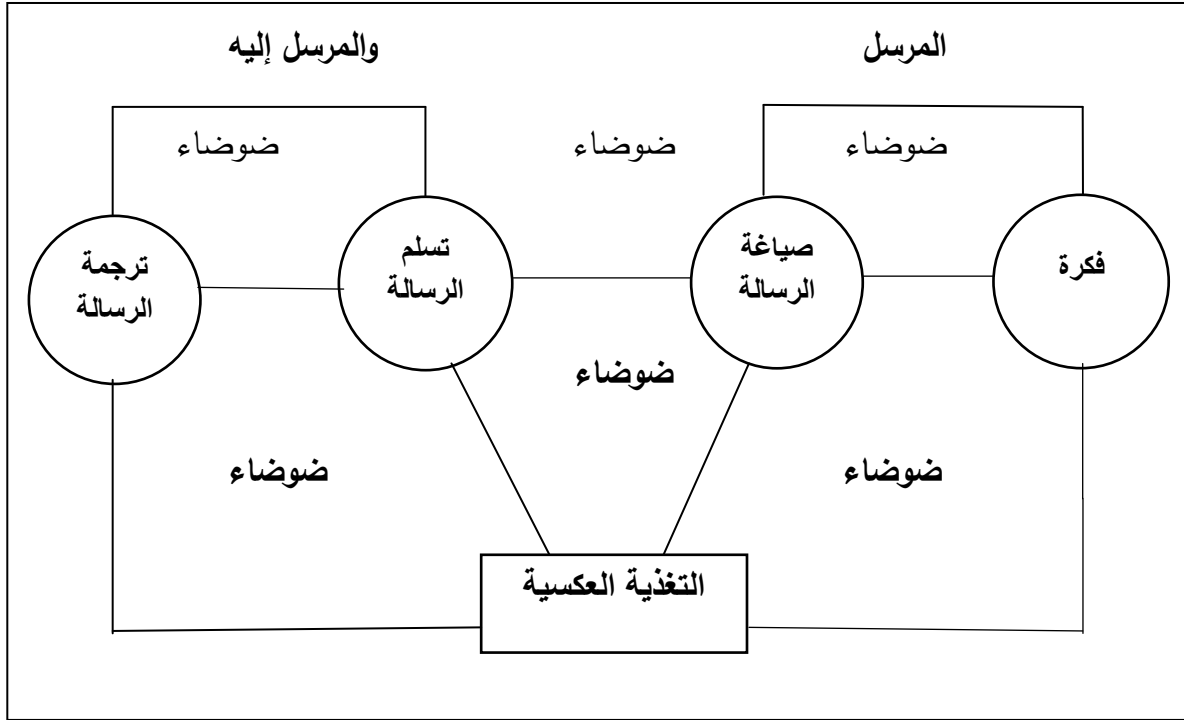 المرسل
والمرسل إليه
ضوضاء
ضوضاء
ضوضاء
فكرة
صياغة
الرسالة
تسلم
الرسالة
ترجمة
الرسالة
ضوضاء
ضوضاء
ضوضاء
التغذية العكسية